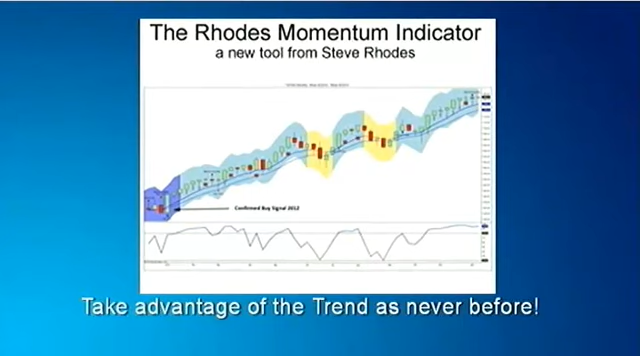 The Rhodes Momentum Indicator
a new tool from Steve Rhodes
Confirmed Buy Signal 2012
Take advantage of the Trend as never before!